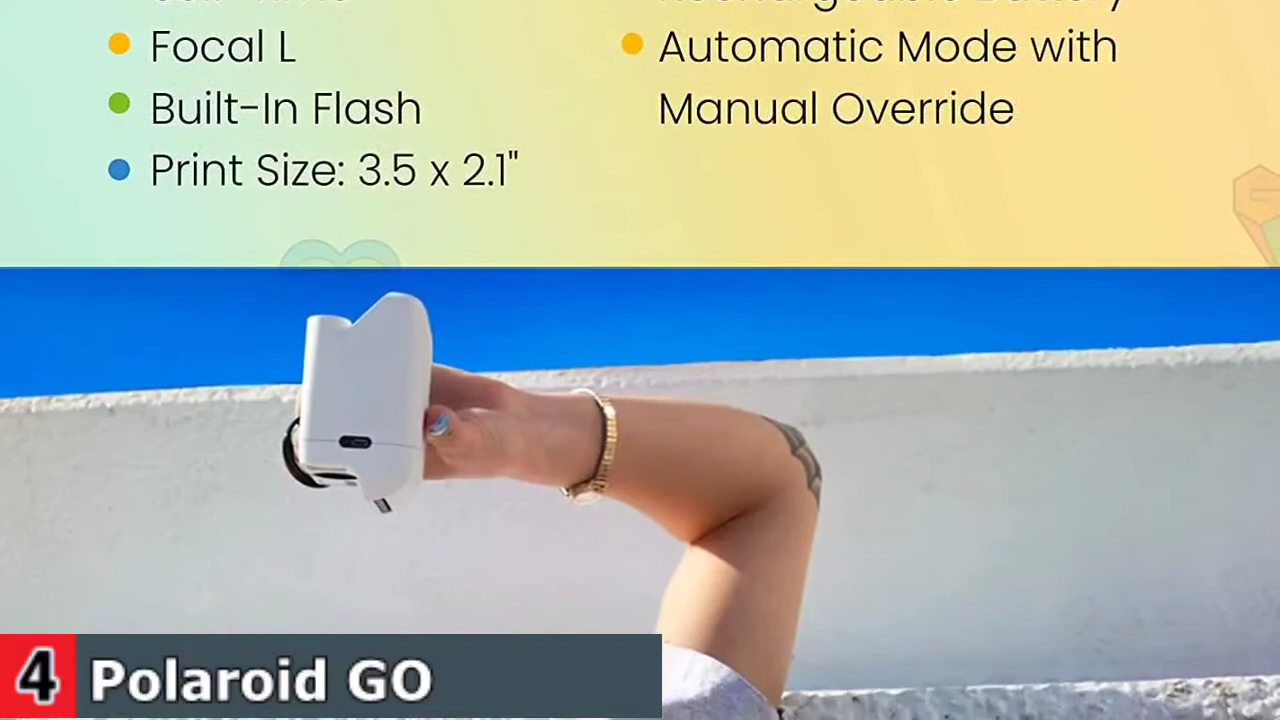 Focal L
Built-In Flash
Print Size: 3.5 x 2.1"
Automatic Mode with
Manual Override
4 Polaroid GO